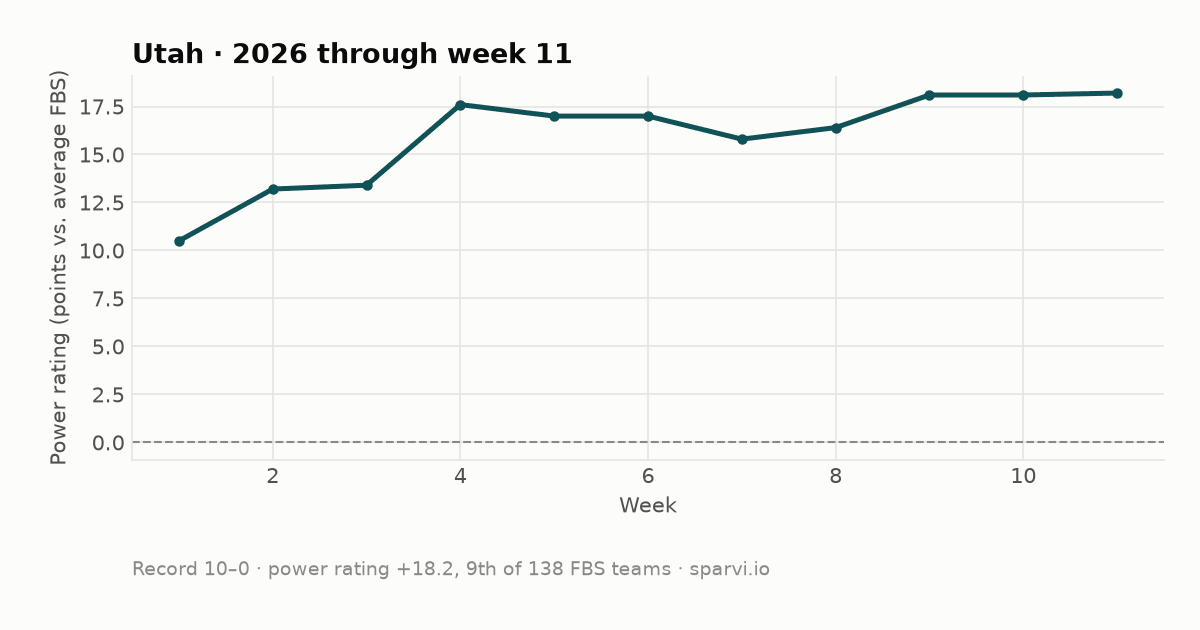 Utah · 2026 through week 11
Power rating (points vs. average FBS)
17.5
15.0
12.5
10.0
7.5
5.0
2.5
0.0
2 4 6 8 10
Week
Record 10–0 · power rating +18.2, 9th of 138 FBS teams · sparvi.io